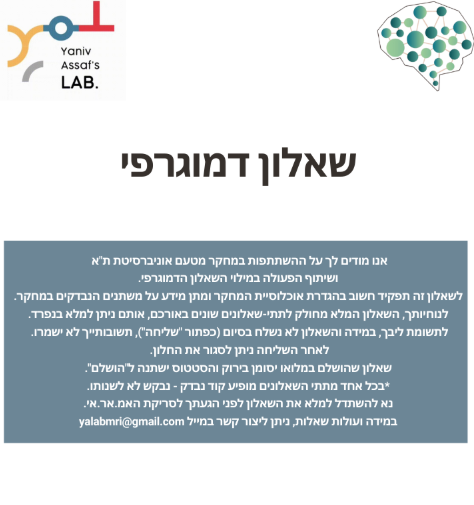 Yaniv
Assaf's
LAB.
שאלון דמוגרפי
אנו מודים לך על ההשתתפות במחקר מטעם אוניברסיטת ת"א
ושיתוף הפעולה במילוי השאלון הדמוגרפי.
לשאלון זה תפקיד חשוב בהגדרת אוכלוסיית המחקר ומתן מידע על משתנים הנבדקים במחקר.
לנוחיותך, השאלון המלא מחולק לתתי-שאלונים שונים באורכם, אותם ניתן למלא בנפרד.
לתשומת ליבך, במידה והשאלון לא נשלח בסיום (כפתור "שליחה"), תשובותייך לא ישמרו.
לאחר השליחה ניתן לסגור את החלון.
שאלון שהושלם במלואו יסומן בירוק והסטטוס ישתנה ל"הושלם".
*בכל אחד מתתי השאלונים מופיע קוד נבדק - נבקש לא לשנותו.
נא להשתדל למלא את השאלון לפני הגעתך לסריקת האמ.אר.אי.
במידה ועולות שאלות, ניתן ליצור קשר במייל yalabmri@gmail.com